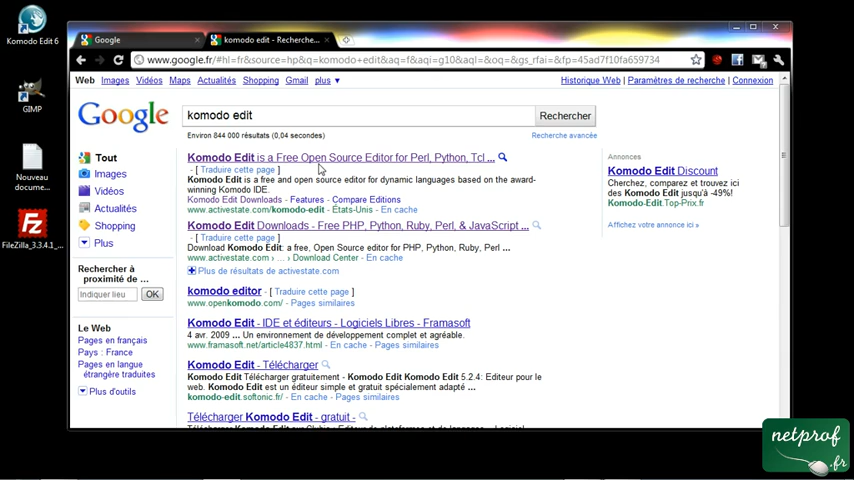 Komodo Edit 6
GIMP
Nouveau
docume...
FileZilla_3.3.4.1_...
Google
komodo edit - Recherche...
www.google.fr/#hl=fr&source=hp&q=komodo+edit&aq=f&aqi=g10&aql=&oq=&gs_rfai=&fp=45ad7f10fa659734
Web Images Vidéos Maps Actualités Shopping Gmail plus ▼
Historique Web | Paramètres de recherche | Connexion
Google
komodo edit
Rechercher
Environ 844 000 résultats (0,04 secondes)
Recherche avancée
Tout
Images
Vidéos
Actualités
Shopping
Plus
Rechercher à
proximité de ...
Indiquer lieu OK
Le Web
Pages en français
Pays : France
Pages en langue
étrangère traduites
Plus d'outils
Komodo Edit is a Free Open Source Editor for Perl, Python, Tcl ...
- [ Traduire cette page ]
Komodo Edit is a free and open source editor for dynamic languages based on the award-
winning Komodo IDE.
Komodo Edit Downloads - Features - Compare Editions
www.activestate.com/komodo-edit - États-Unis - En cache
Komodo Edit Downloads - Free PHP, Python, Ruby, Perl, & JavaScript ...
- [ Traduire cette page ]
Download Komodo Edit: a free, Open Source editor for PHP, Python, Ruby, Perl ...
www.activestate.com › ... › Download Center - En cache
Plus de résultats de activestate.com
komodo editor - [ Traduire cette page ]
www.openkomodo.com/ - Pages similaires
Komodo Edit - IDE et éditeurs - Logiciels Libres - Framasoft
4 avr. 2009 ... Un environnement de développement complet et agréable.
www.framasoft.net/article4837.html - En cache - Pages similaires
Komodo Edit - Télécharger
Komodo Edit Télécharger gratuitement - Komodo Edit Komodo Edit 5.2.4: Editeur pour le
web. Komodo Edit est un éditeur simple et gratuit spécialement adapté ...
komodo-edit.softonic.fr/ - En cache - Pages similaires
Télécharger Komodo Edit - gratuit -
Annonces
Komodo Edit Discount
Cherchez, comparez et trouvez ici
des Komodo Edit jusqu'à -49%!
Komodo-Edit.Top-Prix.fr
Affichez votre annonce ici »
netprof
.fr